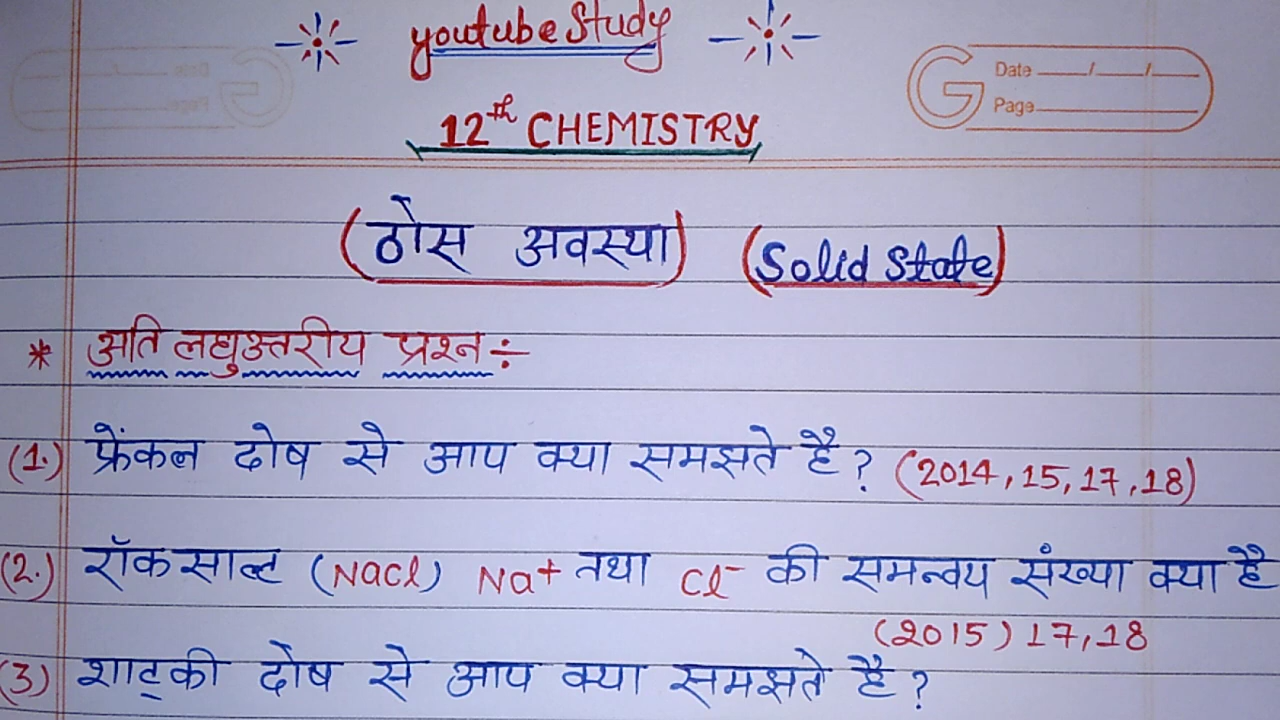 youtube Study
Date / /
Page
12th CHEMISTRY
(ठोस अवस्था) (Solid State)
* अति लघुउत्तरीय प्रश्न ÷
(1.) फ्रेंकल दोष से आप क्या समझते है ? (2014, 15, 17, 18)
(2.) रॉक साल्ट (NaCl) Na+ तथा Cl- की समन्वय संख्या क्या है
(2015) 17, 18
(3) शाट्की दोष से आप क्या समझते है ?